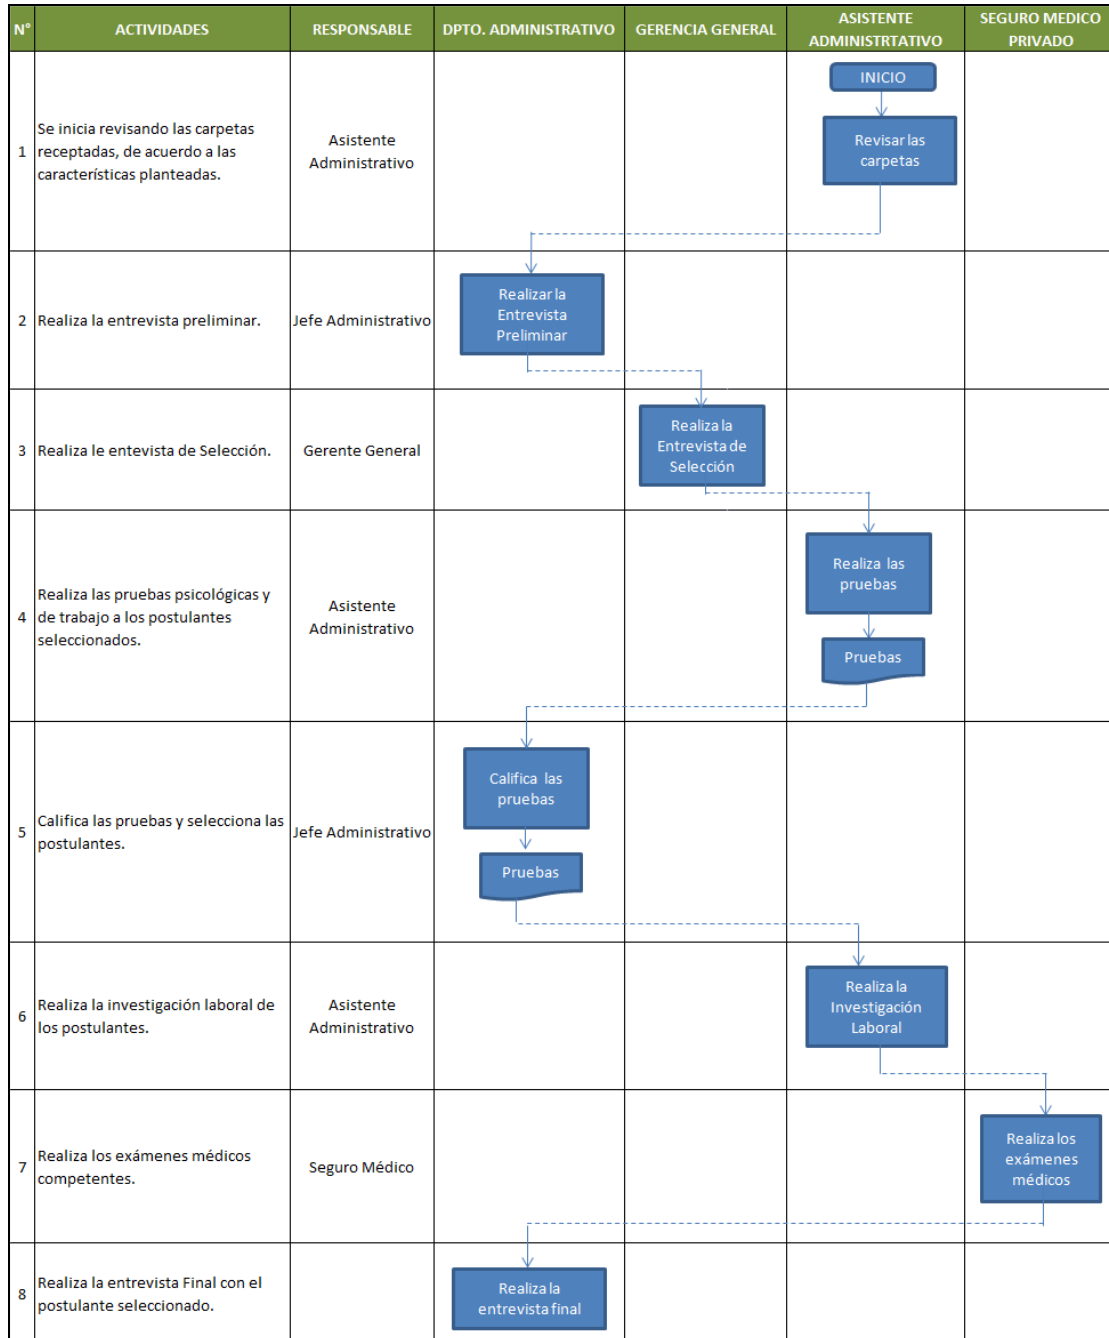 N°
ACTIVIDADES
RESPONSABLE
DPTO. ADMINISTRATIVO
GERENCIA GENERAL
ASISTENTE
ADMINISTRTATIVO
SEGURO MEDICO
PRIVADO
1
Se inicia revisando las carpetas
receptadas, de acuerdo a las
características planteadas.
Asistente
Administrativo
INICIO
Revisar las
carpetas
2
Realiza la entrevista preliminar.
Jefe Administrativo
Realizar la
Entrevista
Preliminar
3
Realiza le entevista de Selección.
Gerente General
Realiza la
Entrevista de
Selección
4
Realiza las pruebas psicológicas y
de trabajo a los postulantes
seleccionados.
Asistente
Administrativo
Realiza las
pruebas
Pruebas
5
Califica las pruebas y selecciona las
postulantes.
Jefe Administrativo
Califica las
pruebas
Pruebas
6
Realiza la investigación laboral de
los postulantes.
Asistente
Administrativo
Realiza la
Investigación
Laboral
7
Realiza los exámenes médicos
competentes.
Seguro Médico
Realiza los
exámenes
médicos
8
Realiza la entrevista Final con el
postulante seleccionado.
Realiza la
entrevista final